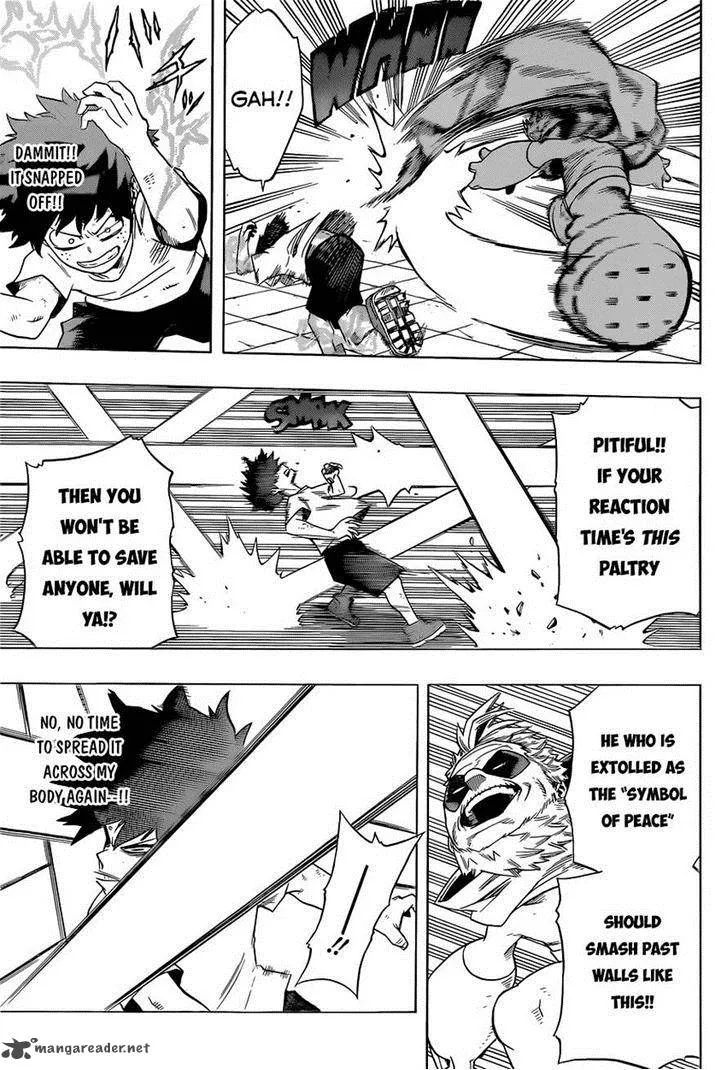 WHAM
GAH!!
DAMMIT!!
IT SNAPPED
OFF!!
PITIFUL!!
IF YOUR
REACTION
TIME'S THIS
PALTRY
SMAK
THEN YOU
WON'T BE
ABLE TO SAVE
ANYONE, WILL
YA!?
HE WHO IS
EXTOLLED AS
THE "SYMBOL
OF PEACE"
SHOULD
SMASH PAST
WALLS LIKE
THIS!!
NO, NO TIME
TO SPREAD IT
ACROSS MY
BODY AGAIN--!!
—!!
mangareader.net